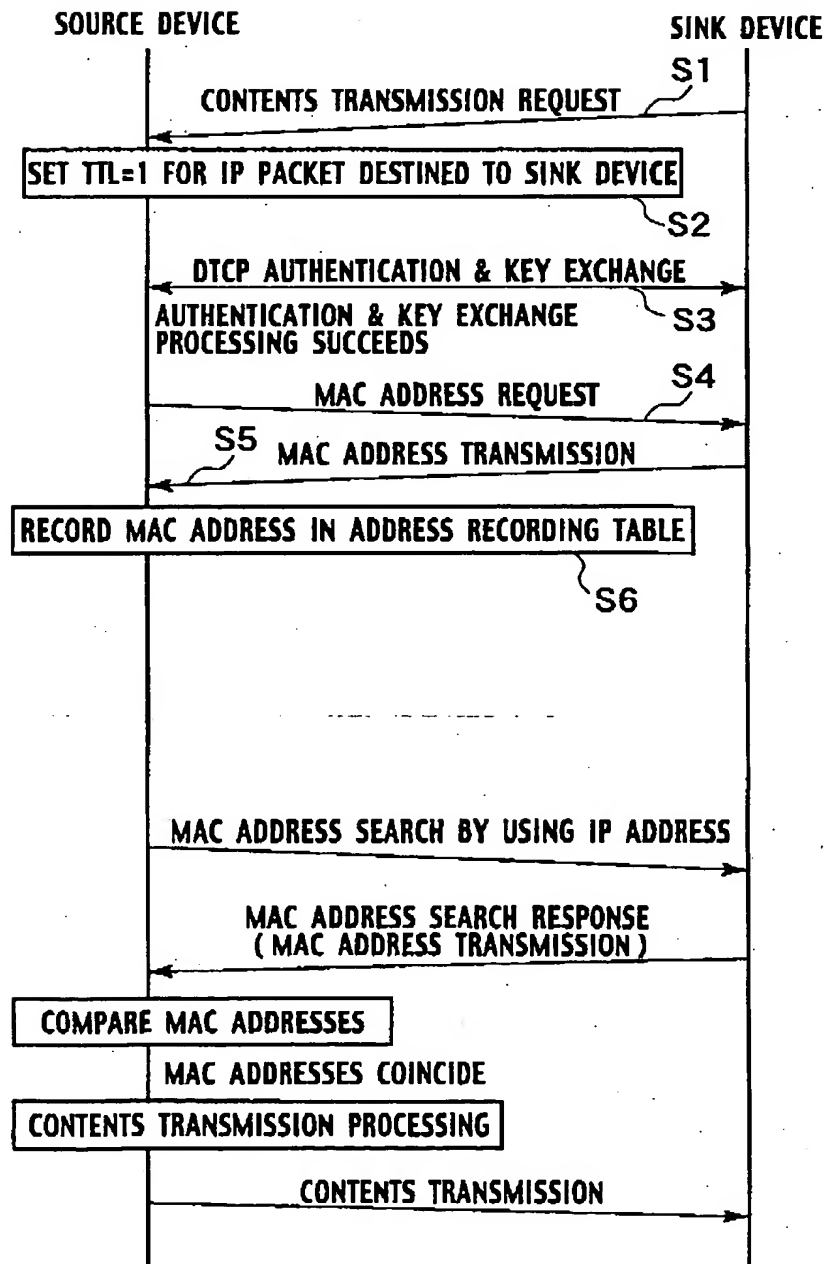 SOURCE DEVICE
SINK DEVICE
S1
CONTENTS TRANSMISSION REQUEST
SET TTL=1 FOR IP PACKET DESTINED TO SINK DEVICE
S2
DTCP AUTHENTICATION & KEY EXCHANGE
S3
AUTHENTICATION & KEY EXCHANGE
PROCESSING SUCCEEDS
S4
MAC ADDRESS REQUEST
S5
MAC ADDRESS TRANSMISSION
RECORD MAC ADDRESS IN ADDRESS RECORDING TABLE
S6
MAC ADDRESS SEARCH BY USING IP ADDRESS
MAC ADDRESS SEARCH RESPONSE
( MAC ADDRESS TRANSMISSION )
COMPARE MAC ADDRESSES
MAC ADDRESSES COINCIDE
CONTENTS TRANSMISSION PROCESSING
CONTENTS TRANSMISSION